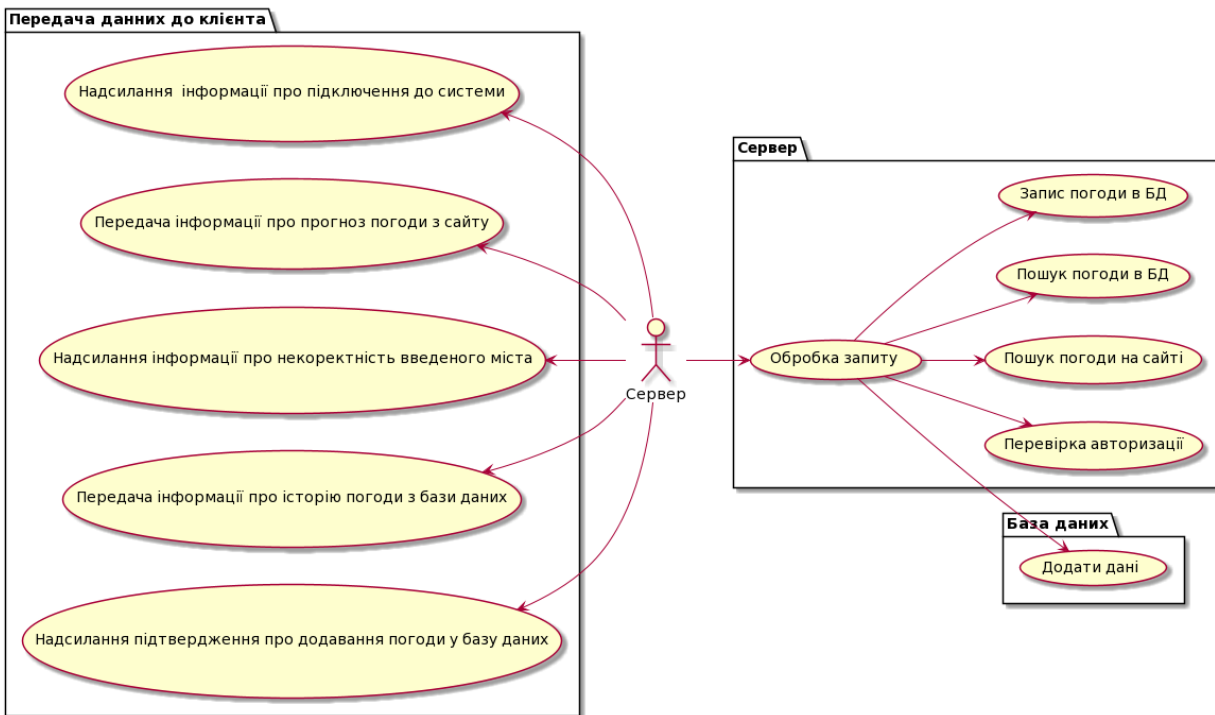 Передача данних до клієнта
Надсилання  інформації про підключення до системи
Передача інформації про прогноз погоди з сайту
Надсилання інформації про некоректність введеного міста
Передача інформації про історію погоди з бази даних
Надсилання підтвердження про додавання погоди у базу даних
Сервер
Сервер
Обробка запиту
Запис погоди в БД
Пошук погоди в БД
Пошук погоди на сайті
Перевірка авторизації
База даних
Додати дані